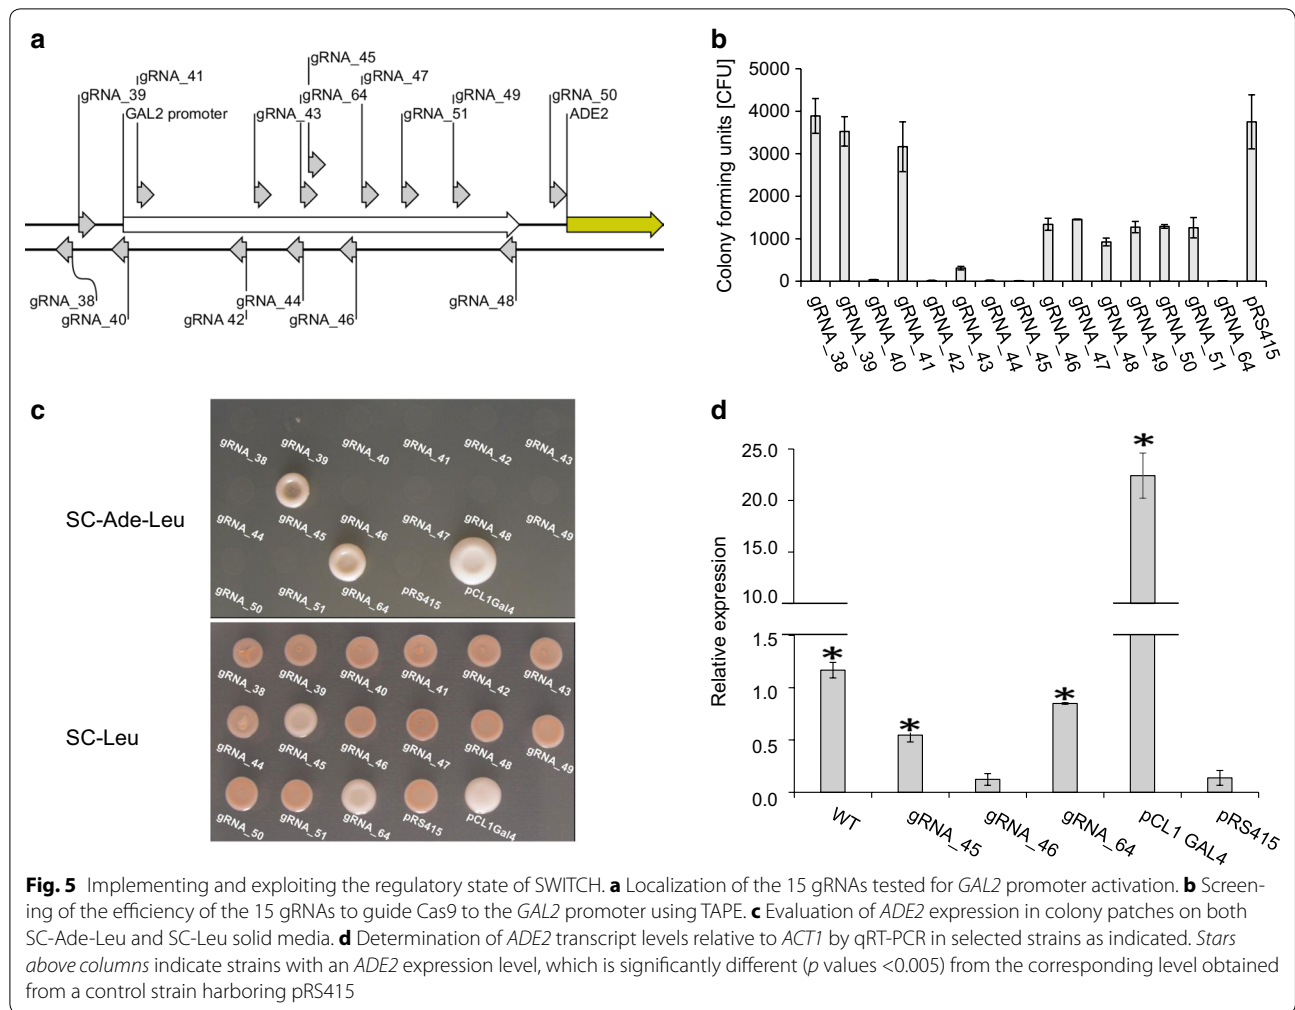 a
gRNA_45
gRNA_41
gRNA_47
gRNA_39
gRNA_64
gRNA_49
gRNA_50
GAL2 promoter
gRNA_43
gRNA_51
ADE2
gRNA_38
gRNA_44
gRNA_48
gRNA_40
gRNA 42
gRNA_46
b
Colony forming units [CFU]
5000
4000
3000
2000
1000
0
gRNA_38
gRNA_39
gRNA_40
gRNA_41
gRNA_42
gRNA_43
gRNA_44
gRNA_45
gRNA_46
gRNA_47
gRNA_48
gRNA_49
gRNA_50
gRNA_51
gRNA_64
pRS415
c
SC-Ade-Leu
gRNA_38
gRNA_39
gRNA_40
gRNA_41
gRNA_42
gRNA_43
gRNA_44
gRNA_45
gRNA_46
gRNA_47
gRNA_48
gRNA_49
gRNA_50
gRNA_51
gRNA_64
pRS415
pCL1Gal4
SC-Leu
gRNA_38
gRNA_39
gRNA_40
gRNA_41
gRNA_42
gRNA_43
gRNA_44
gRNA_45
gRNA_46
gRNA_47
gRNA_48
gRNA_49
gRNA_50
gRNA_51
gRNA_64
pRS415
pCL1Gal4
d
Relative expression
25.0
20.0
15.0
10.0
1.5
1.0
0.5
0.0
*
*
*
*
WT
gRNA_45
gRNA_46
gRNA_64
pCL1 GAL4
pRS415
Fig. 5 Implementing and exploiting the regulatory state of SWITCH. a Localization of the 15 gRNAs tested for GAL2 promoter activation. b Screen-
ing of the efficiency of the 15 gRNAs to guide Cas9 to the GAL2 promoter using TAPE. c Evaluation of ADE2 expression in colony patches on both
SC-Ade-Leu and SC-Leu solid media. d Determination of ADE2 transcript levels relative to ACT1 by qRT-PCR in selected strains as indicated. Stars
above columns indicate strains with an ADE2 expression level, which is significantly different (p values <0.005) from the corresponding level obtained
from a control strain harboring pRS415